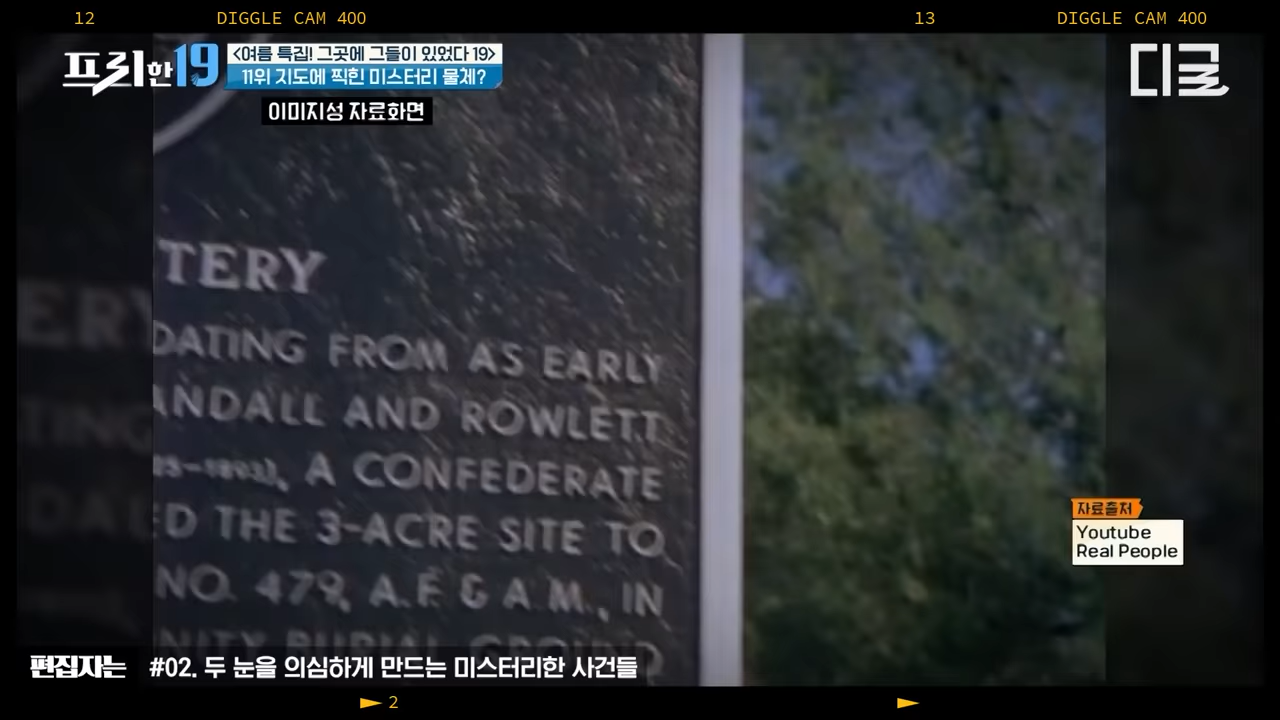 12
DIGGLE CAM 400
13
DIGGLE CAM 400
프리한19
<여름 특집! 그곳에 그들이 있었다 19>
11위 지도에 찍힌 미스터리 물체?
이미지성 자료화면
디글
TERY
DATING FROM AS EARLY
ANDALL AND ROWLETT
A CONFEDERATE
ED THE 3-ACRE SITE TO
NO. 479, A.F. & A.M., IN
NITY BURIAL GROUND
자료출처
Youtube
Real People
편집자는
#02. 두 눈을 의심하게 만드는 미스터리한 사건들
2